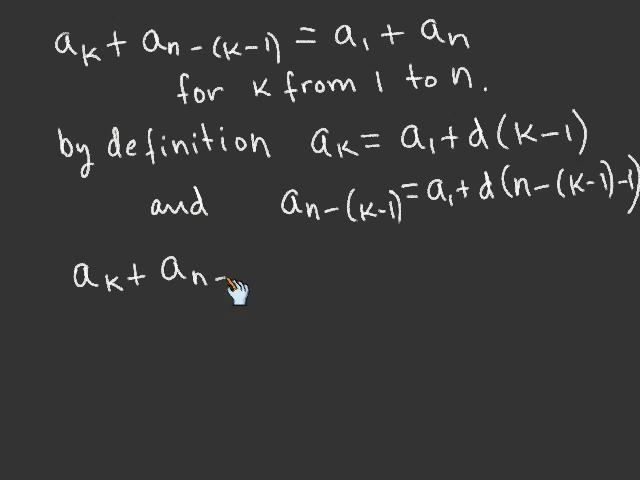 a_k + a_{n-(k-1)} = a_1 + a_n
for k from 1 to n.
by definition a_k = a_1 + d(k-1)
and a_{n-(k-1)} = a_1 + d(n-(k-1)-1)
a_k + a_{n-